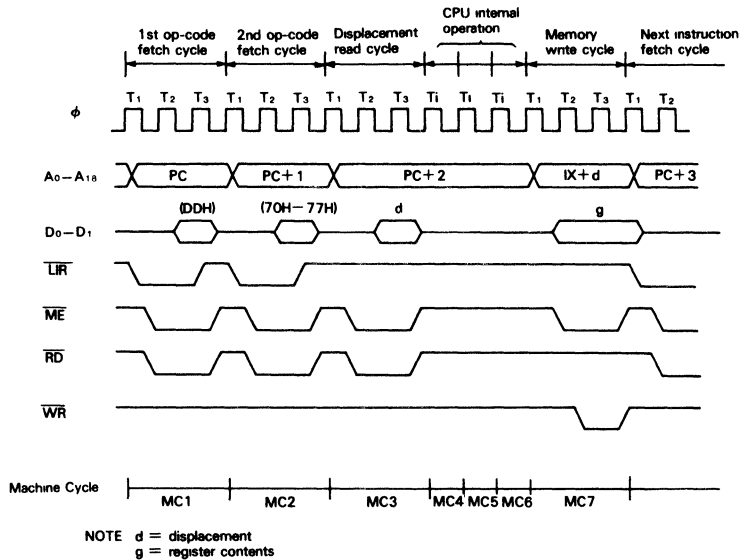 CPU internal
operation
1st op-code
fetch cycle
2nd op-code
fetch cycle
Displacement
read cycle
Memory
write cycle
Next instruction
fetch cycle
ϕ T1 T2 T3 T1 T2 T3 T1 T2 T3 Ti Ti Ti T1 T2 T3 T1 T2
A0–A18 PC PC+1 PC+2 IX+d PC+3
D0–D1 (DDH) (70H–77H) d g
LIR
ME
RD
WR
Machine Cycle MC1 MC2 MC3 MC4 MC5 MC6 MC7
NOTE d = displacement
g = register contents